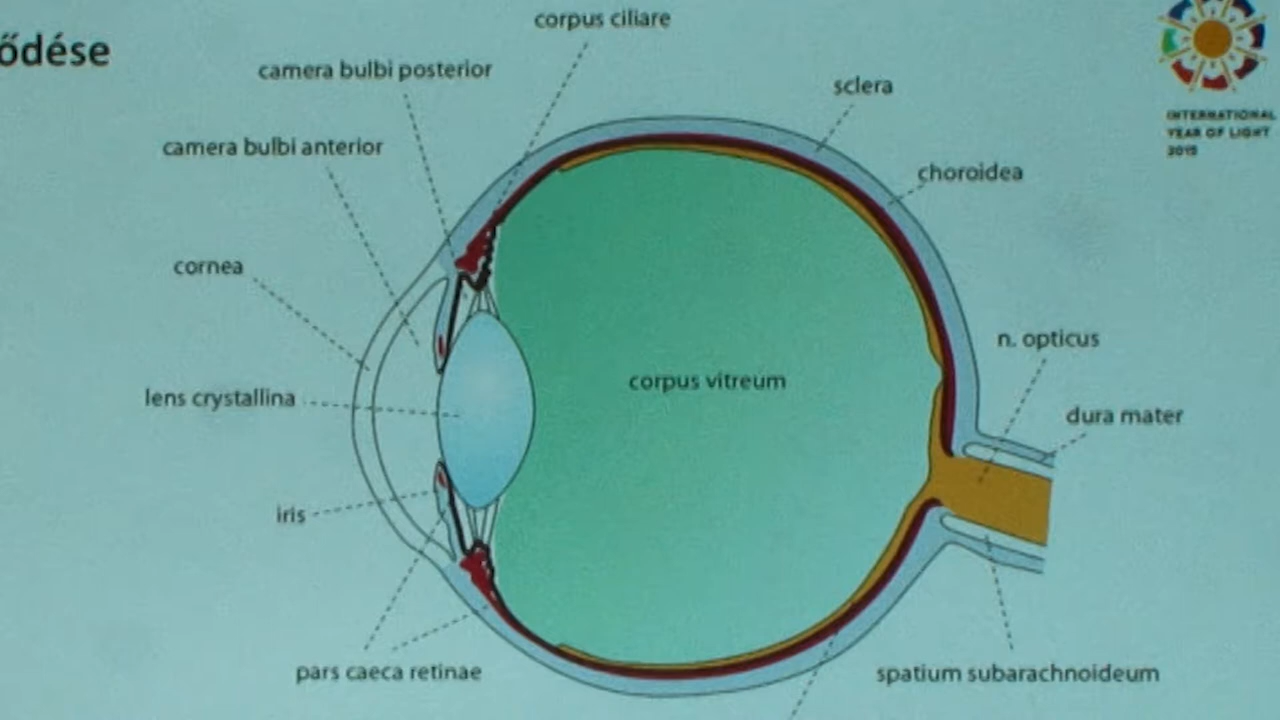 ődése
corpus ciliare
camera bulbi posterior
sclera
camera bulbi anterior
choroidea
INTERNATIONAL
YEAR OF LIGHT
2015
cornea
n. opticus
corpus vitreum
lens crystallina
dura mater
iris
pars caeca retinae
spatium subarachnoideum